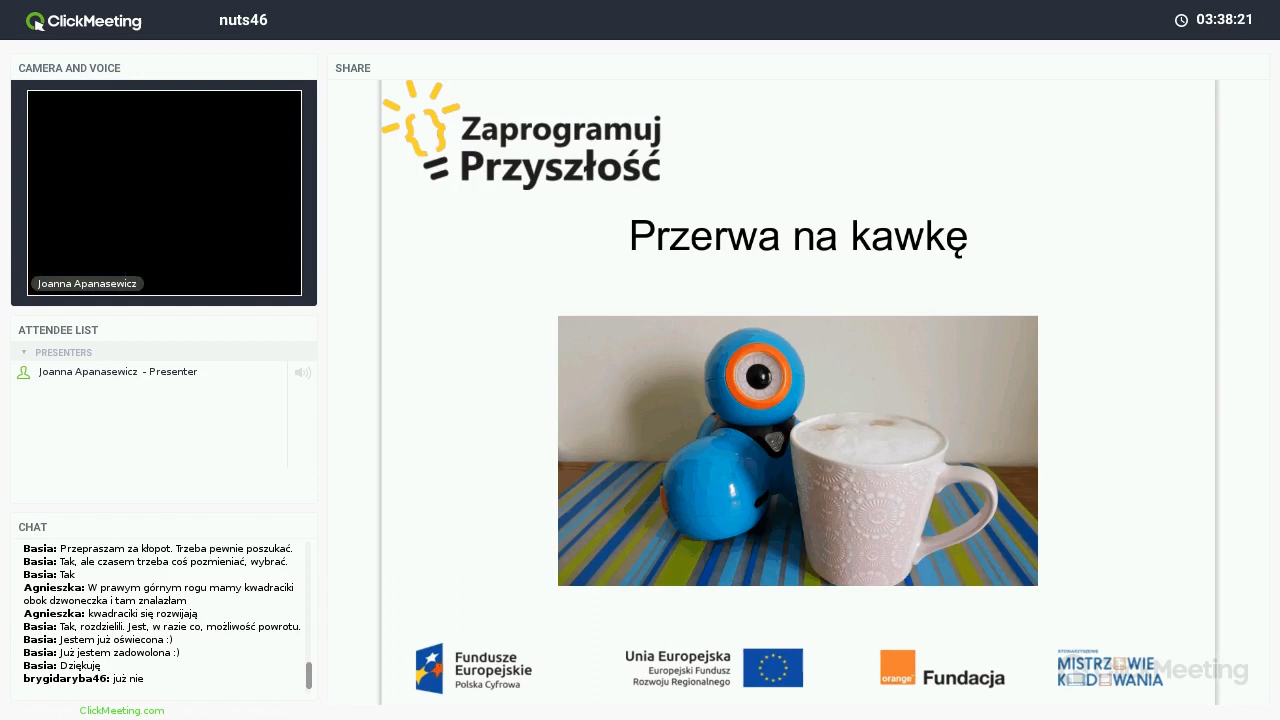 ClickMeeting
nuts46
03:38:21
CAMERA AND VOICE
SHARE
Joanna Apanasewicz
Zaprogramuj
Przyszłość
Przerwa na kawkę
ATTENDEE LIST
PRESENTERS
Joanna Apanasewicz - Presenter
CHAT
Basia: Przepraszam za kłopot. Trzeba pewnie poszukać.
Basia: Tak, ale czasem trzeba coś pozmieniać, wybrać.
Basia: Tak
Agnieszka: W prawym górnym rogu mamy kwadraciki
obok dzwoneczka i tam znalazłam
Agnieszka: kwadraciki się rozwijają
Basia: Tak, rozdzielili. Jest, w razie co, możliwość powrotu.
Basia: Jestem już oświecona :)
Basia: Już jestem zadowolona :)
Basia: Dziękuję
brygidaryba46: już nie
ClickMeeting.com
Fundusze
Europejskie
Polska Cyfrowa
Unia Europejska
Europejski Fundusz
Rozwoju Regionalnego
orange
Fundacja
STOWARZYSZENIE
MISTRZOWIE
KODOWANIA
ClickMeeting